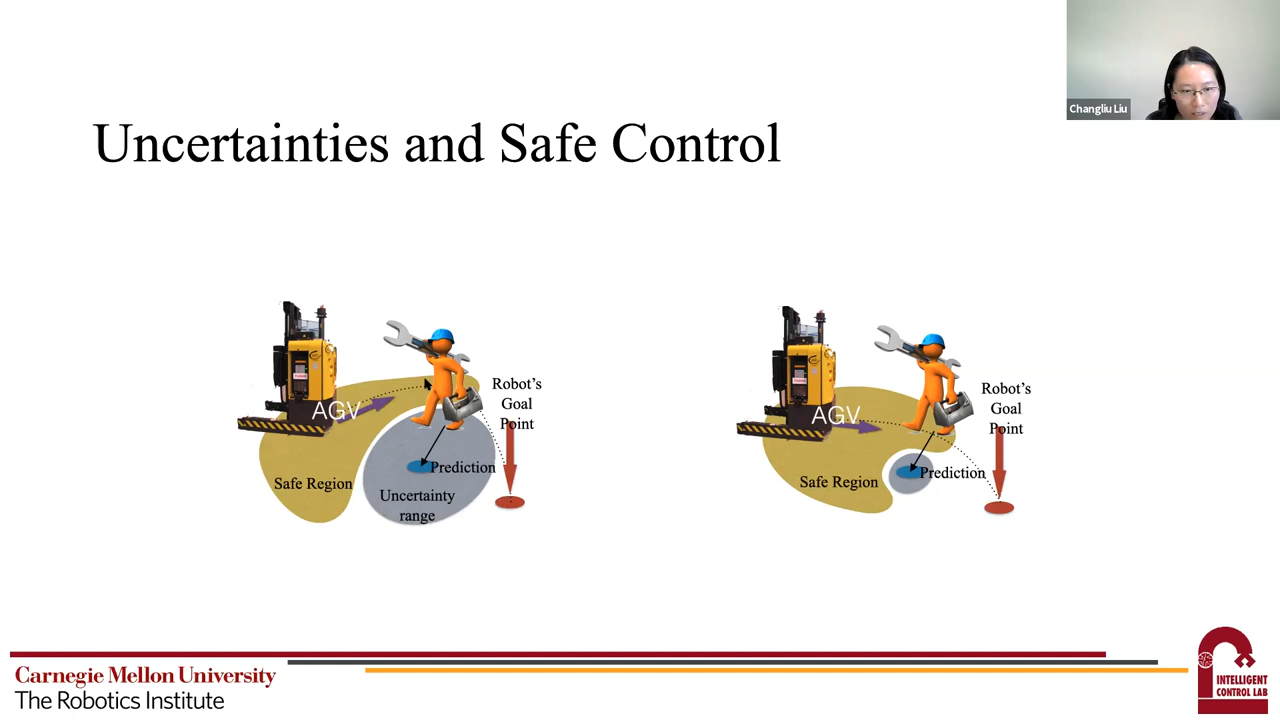 Changliu Liu
Uncertainties and Safe Control
AGV
Robot's
Goal
Point
Prediction
Safe Region
Uncertainty
range
AGV
Robot's
Goal
Point
Prediction
Safe Region
Carnegie Mellon University
The Robotics Institute
INTELLIGENT
CONTROL LAB